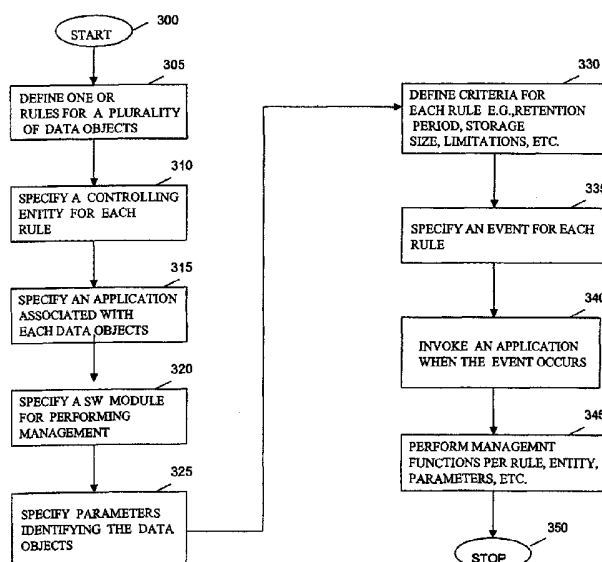 300
START
305
DEFINE ONE OR
RULES FOR A PLURALITY
OF DATA OBJECTS
310
SPECIFY A CONTROLLING
ENTITY FOR EACH
RULE
315
SPECIFY AN APPLICATION
ASSOCIATED WITH
EACH DATA OBJECTS.
320
SPECIFY A SW MODULE
FOR PERFORMING
MANAGEMENT
325
SPECIFY PARAMETERS
IDENTIFYING THE DATA
OBJECTS
330
DEFINE CRITERIA FOR
EACH RULE E.G.,RETENTION
PERIOD, STORAGE
SIZE, LIMITATIONS, ETC.
335
SPECIFY AN EVENT FOR EACH
RULE
340
INVOKE AN APPLICATION
WHEN THE EVENT OCCURS
345
PERFORM MANAGEMNT
FUNCTIONS PER RULE, ENTITY,
PARAMETERS, ETC.
350
STOP